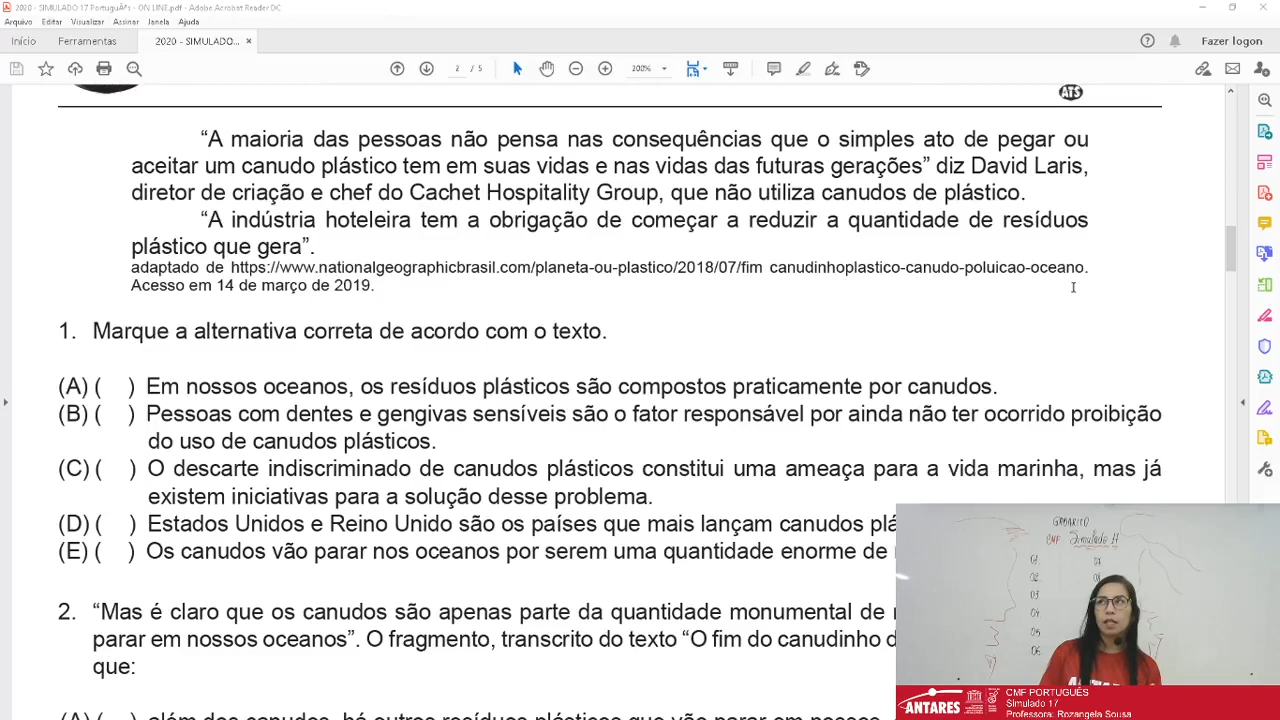 2020 - SIMULADO 17 PortuguÃªs - ON LINE.pdf - Adobe Acrobat Reader DC
Arquivo Editar Visualizar Assinar Janela Ajuda
Início Ferramentas 2020 - SIMULADO... × Fazer logon
2 / 5 200%
ATS
“A maioria das pessoas não pensa nas consequências que o simples ato de pegar ou
aceitar um canudo plástico tem em suas vidas e nas vidas das futuras gerações” diz David Laris,
diretor de criação e chef do Cachet Hospitality Group, que não utiliza canudos de plástico.
“A indústria hoteleira tem a obrigação de começar a reduzir a quantidade de resíduos
plástico que gera”.
adaptado de https://www.nationalgeographicbrasil.com/planeta-ou-plastico/2018/07/fim canudinhoplastico-canudo-poluicao-oceano.
Acesso em 14 de março de 2019.
1. Marque a alternativa correta de acordo com o texto.
(A) ( ) Em nossos oceanos, os resíduos plásticos são compostos praticamente por canudos.
(B) ( ) Pessoas com dentes e gengivas sensíveis são o fator responsável por ainda não ter ocorrido proibição
do uso de canudos plásticos.
(C) ( ) O descarte indiscriminado de canudos plásticos constitui uma ameaça para a vida marinha, mas já
existem iniciativas para a solução desse problema.
(D) ( ) Estados Unidos e Reino Unido são os países que mais lançam canudos plá
(E) ( ) Os canudos vão parar nos oceanos por serem uma quantidade enorme de
2. “Mas é claro que os canudos são apenas parte da quantidade monumental de
parar em nossos oceanos”. O fragmento, transcrito do texto “O fim do canudinho d
que:
(A) ( ) além dos canudos, há outros resíduos plásticos que vão parar em nossos
GABARITO
CMF Simulado 17
01. 07
02. 08
03
04
05
06
ANTARES
CMF PORTUGUÊS
Simulado 17
Professora: Rozangela Sousa